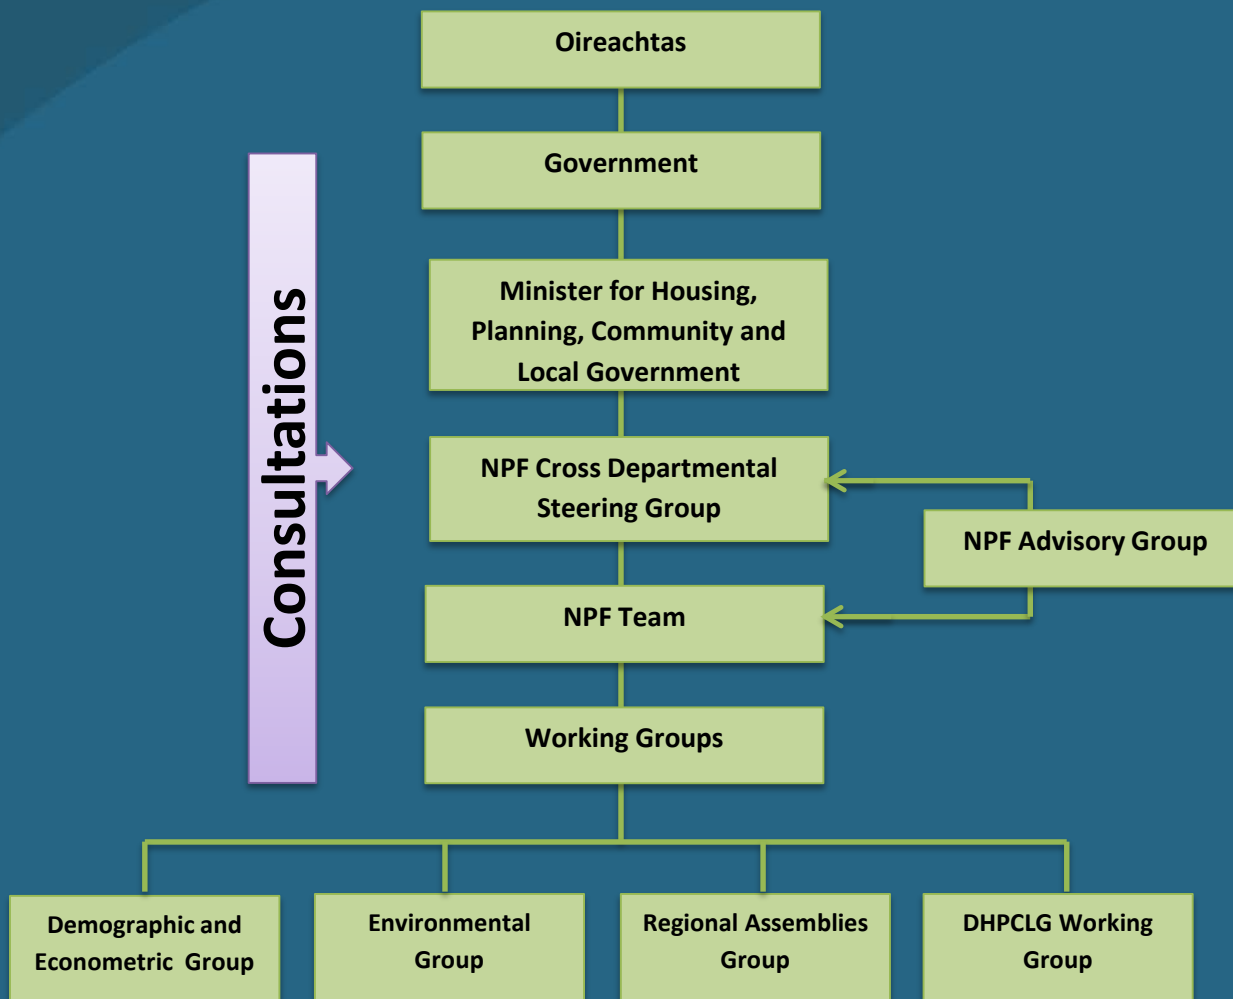 Oireachtas
Government
Consultations
Minister for Housing,
Planning, Community and
Local Government
NPF Cross Departmental
Steering Group
NPF Advisory Group
NPF Team
Working Groups
Demographic and
Econometric Group
Environmental
Group
Regional Assemblies
Group
DHPCLG Working
Group